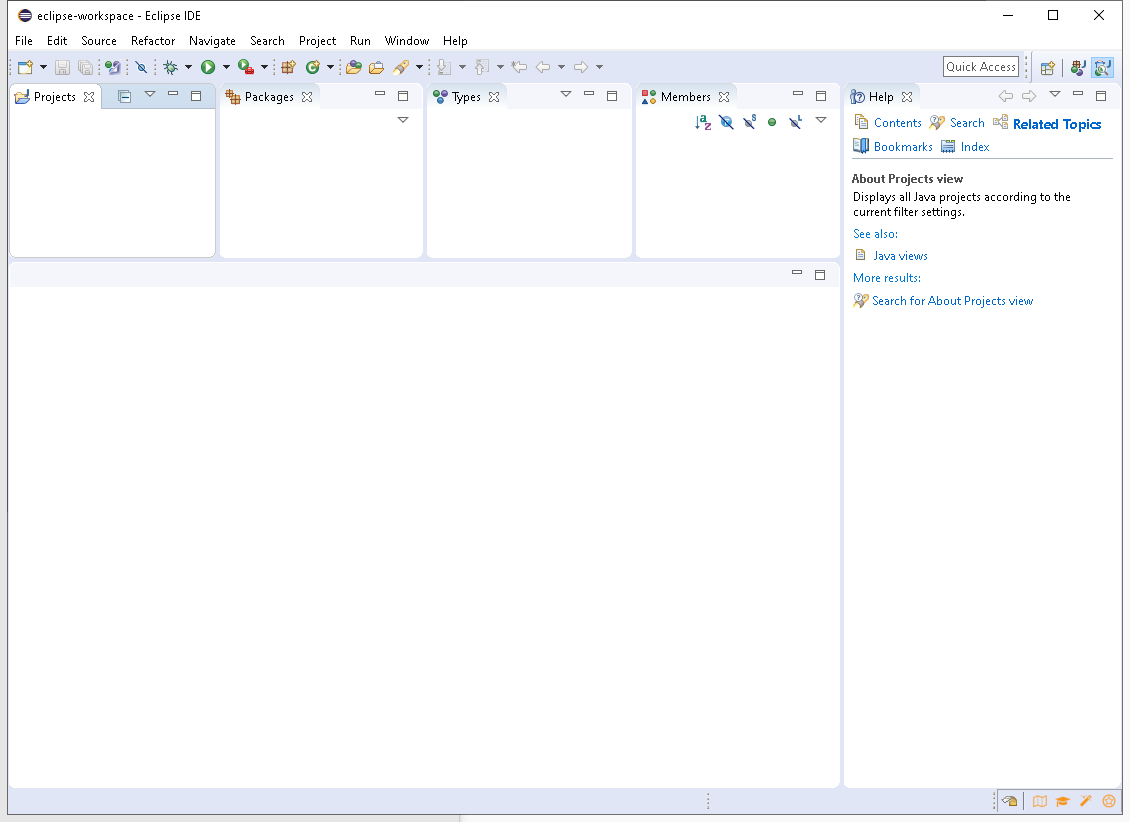 eclipse-workspace - Eclipse IDE
File Edit Source Refactor Navigate Search Project Run Window Help
Quick Access
Projects Packages Types Members Help
Contents Search Related Topics
Bookmarks Index
About Projects view
Displays all Java projects according to the
current filter settings.
See also:
Java views
More results:
Search for About Projects view